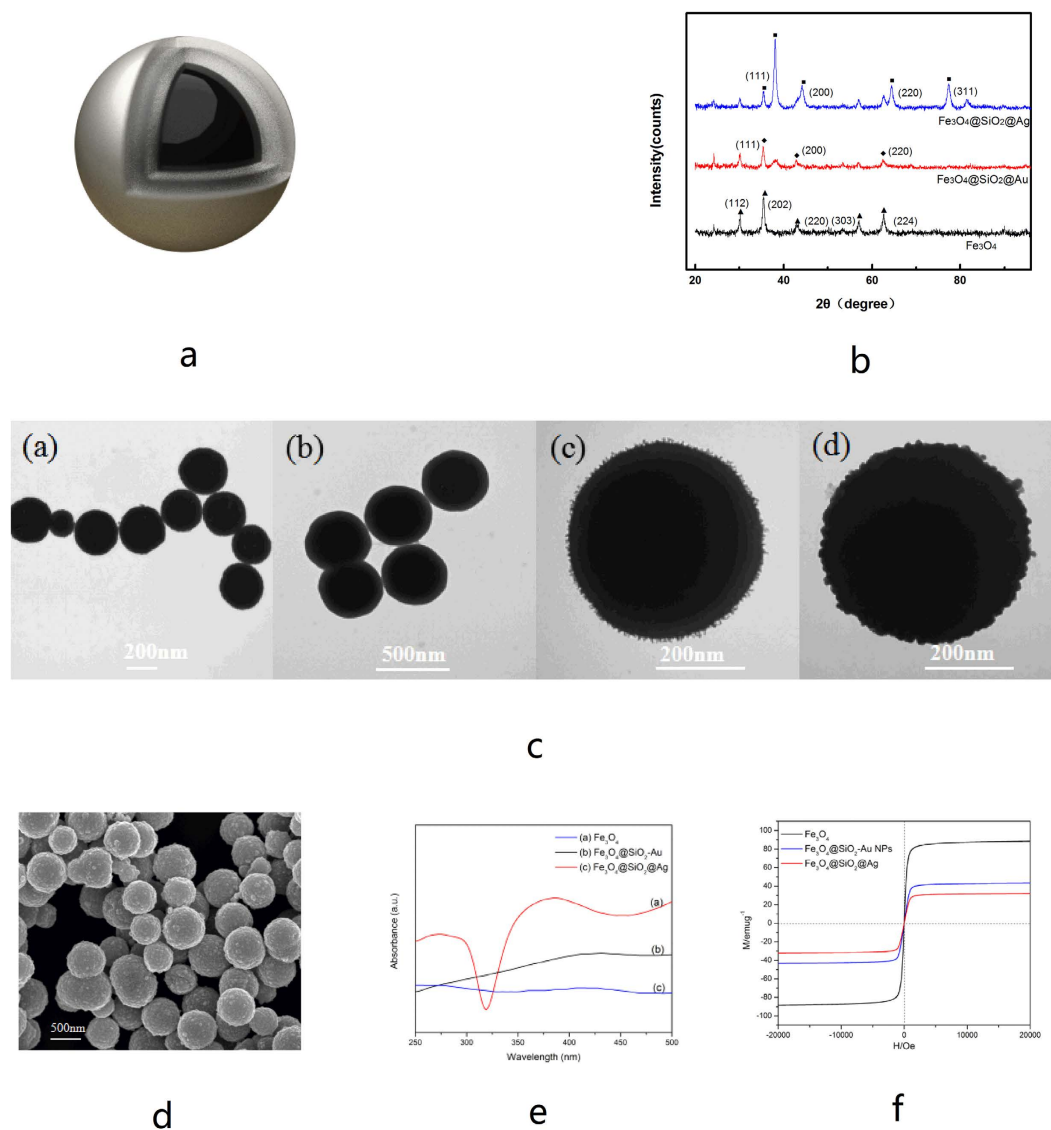 Intensity(counts)
(111)
(200)
(220)
(311)
Fe3O4@SiO2@Ag
(111)
(200)
(220)
Fe3O4@SiO2@Au
(112)
(202)
(220)
(303)
(224)
Fe3O4
20 40 60 80
2θ（degree）
a
b
(a) (b) (c) (d)
200nm 500nm 200nm 200nm
c
500nm
d
Absorbance (a.u.)
(a) Fe3O4
(b) Fe3O4@SiO2-Au
(c) Fe3O4@SiO2@Ag
(a)
(b)
(c)
250 300 350 400 450 500
Wavelength (nm)
e
M/emug-1
100
80
60
40
20
0
-20
-40
-60
-80
-100
Fe3O4
Fe3O4@SiO2-Au NPs
Fe3O4@SiO2@Ag
-20000 -10000 0 10000 20000
H/Oe
f